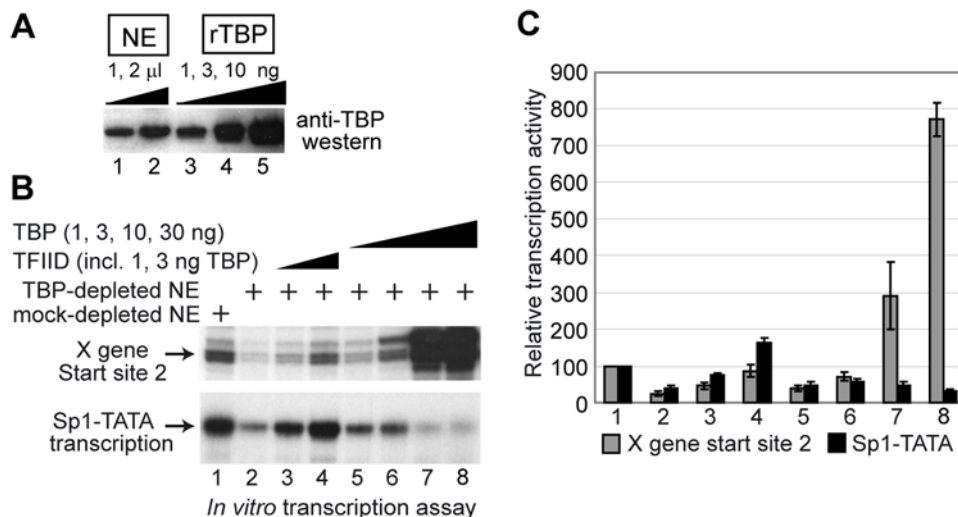 A
NE
rTBP
1, 2 µl
1, 3, 10 ng
anti-TBP
western
1 2 3 4 5
B
TBP (1, 3, 10, 30 ng)
TFIID (incl. 1, 3 ng TBP)
TBP-depleted NE + + + + + + +
mock-depleted NE +
X gene
Start site 2
Sp1-TATA
transcription
1 2 3 4 5 6 7 8
In vitro transcription assay
C
Relative transcription activity
900
800
700
600
500
400
300
200
100
0
1 2 3 4 5 6 7 8
X gene start site 2 Sp1-TATA